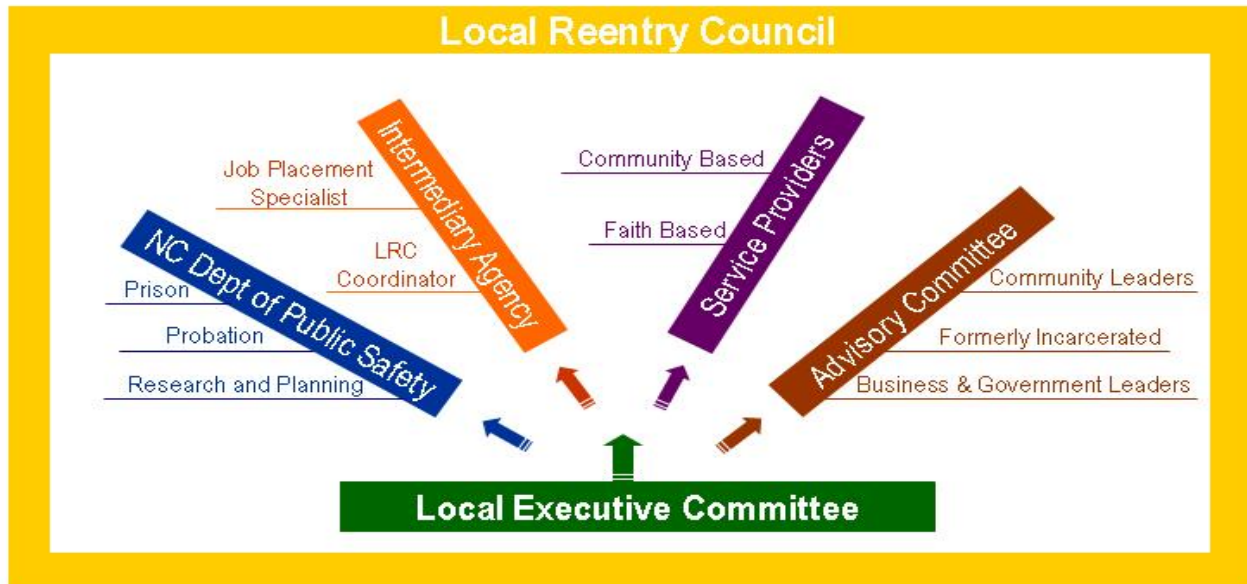 Local Reentry Council
NC Dept of Public Safety
Prison
Probation
Research and Planning
Intermediary Agency
Job Placement
Specialist
LRC
Coordinator
Service Providers
Community Based
Faith Based
Advisory Committee
Community Leaders
Formerly Incarcerated
Business & Government Leaders
Local Executive Committee